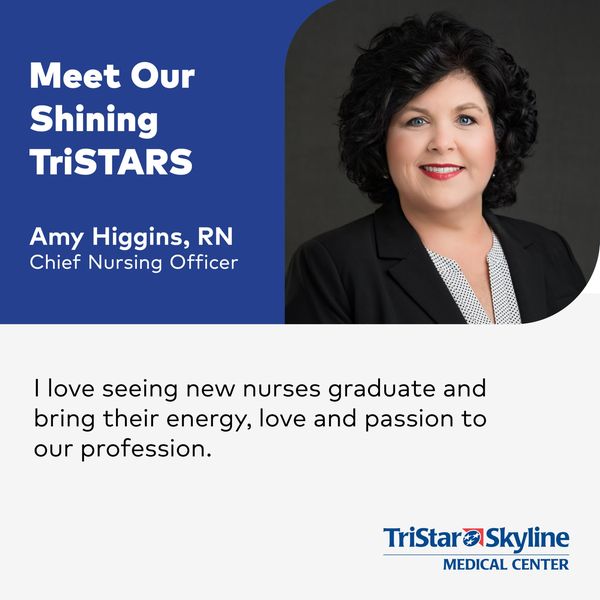 Meet Our
Shining
TriSTARS
Amy Higgins, RN
Chief Nursing Officer
I love seeing new nurses graduate and
bring their energy, love and passion to
our profession.
TriStar Skyline
MEDICAL CENTER